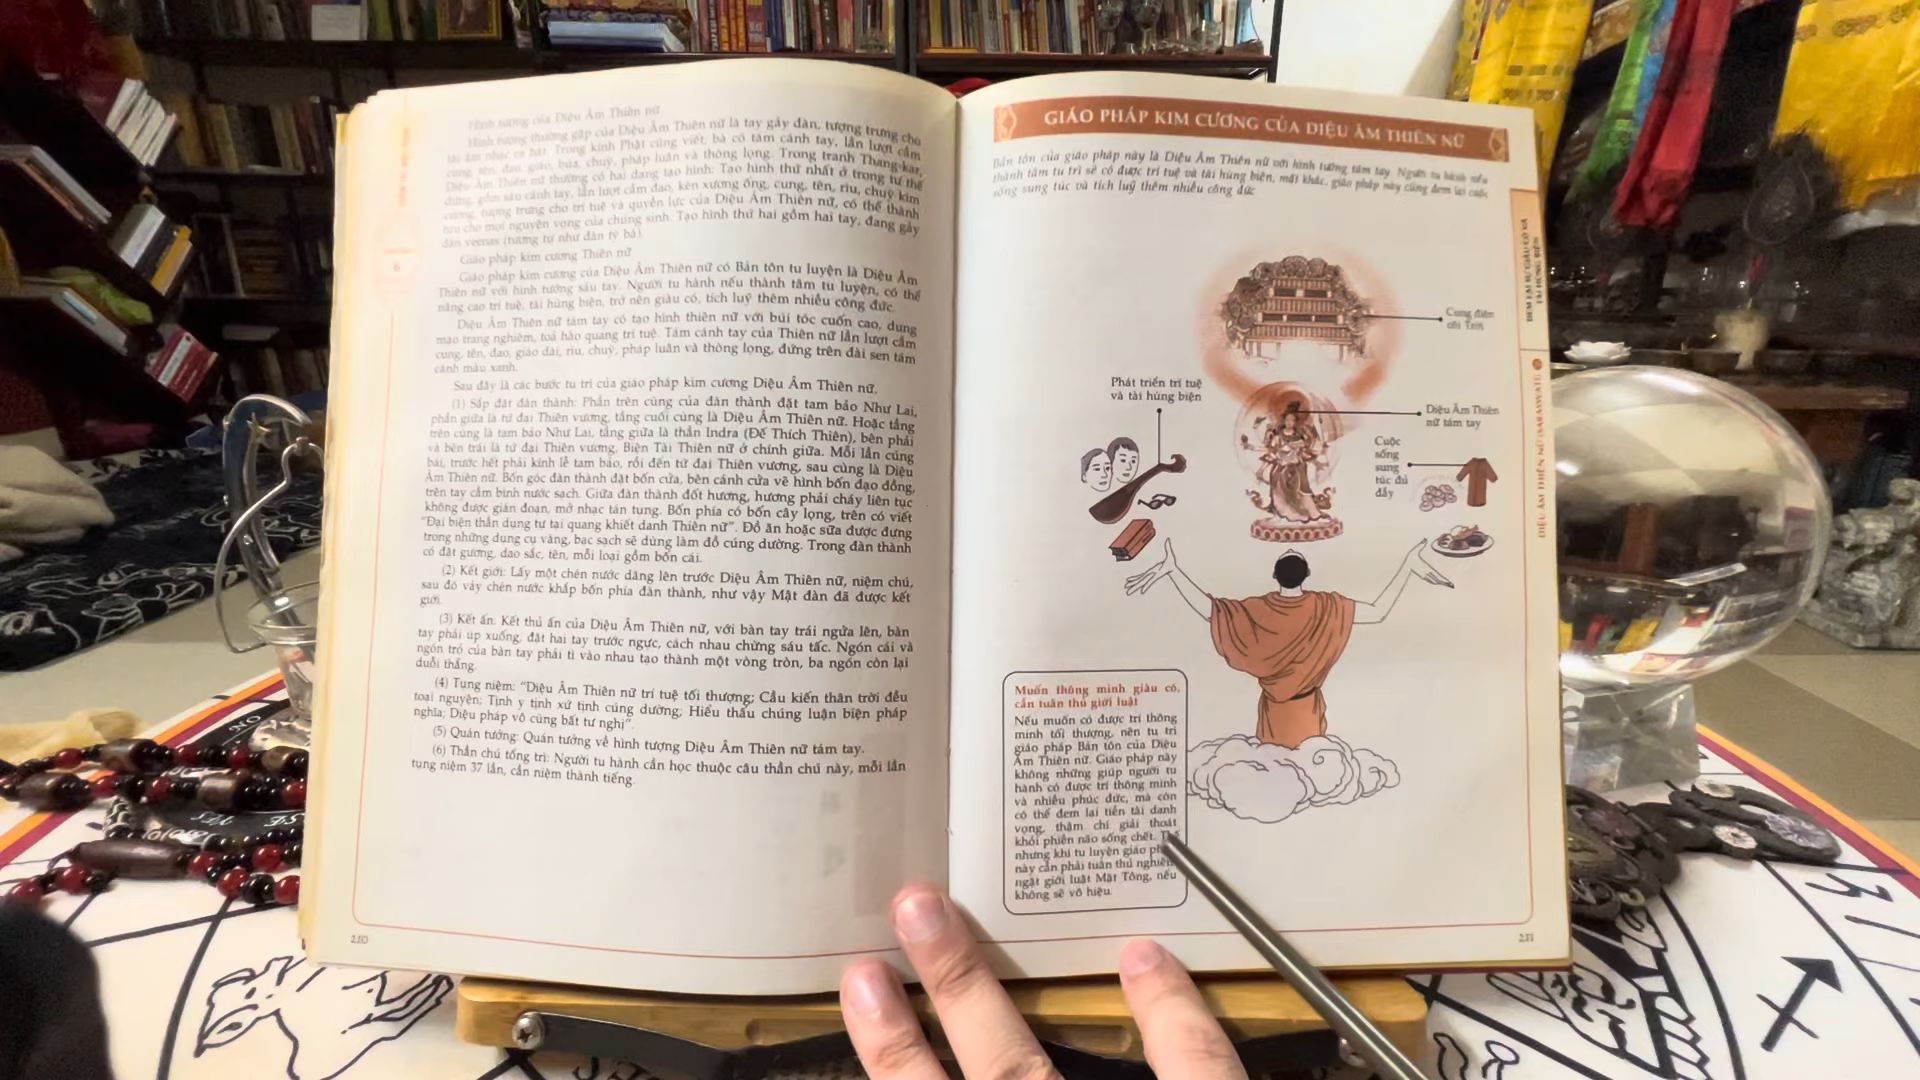 Hình tượng của Diệu Âm Thiên nữ
Hình tượng thường gặp của Diệu Âm Thiên nữ là tay gảy đàn, tượng trưng cho
tài âm nhạc ca hát. Trong kinh Phật cũng viết, bà có tám cánh tay, lần lượt cầm
cung, tên, đao, giáo, búa, chuỳ, pháp luân và thòng lọng. Trong tranh Thang-kar,
Diệu Âm Thiên nữ thường có hai dạng tạo hình: Tạo hình thứ nhất ở trong tư thế
đứng, gồm sáu cánh tay, lần lượt cầm đao, kèn xương ống, cung, tên, rìu, chuỳ kim
cương, tượng trưng cho trí tuệ và quyền lực của Diệu Âm Thiên nữ, có thể thành
tựu cho mọi nguyện vọng của chúng sinh. Tạo hình thứ hai gồm hai tay, đang gảy
đàn veenas (tương tự như đàn tỳ bà).
Giáo pháp kim cương Thiên nữ
Giáo pháp kim cương của Diệu Âm Thiên nữ có Bản tôn tu luyện là Diệu Âm
Thiên nữ với hình tướng sáu tay. Người tu hành nếu thành tâm tu luyện, có thể
nâng cao trí tuệ, tài hùng biện, trở nên giàu có, tích luỹ thêm nhiều công đức.
Diệu Âm Thiên nữ tám tay có tạo hình thiên nữ với búi tóc cuốn cao, dung
mạo trang nghiêm, toả hào quang trí tuệ. Tám cánh tay của Thiên nữ lần lượt cầm
cung, tên, đao, giáo dài, rìu, chuỳ, pháp luân và thòng lọng, đứng trên đài sen tám
cánh màu xanh.
Sau đây là các bước tu trì của giáo pháp kim cương Diệu Âm Thiên nữ.
(1) Sắp đặt đàn thành: Phần trên cùng của đàn thành đặt tam bảo Như Lai,
phần giữa là tứ đại Thiên vương, tầng cuối cùng là Diệu Âm Thiên nữ. Hoặc tầng
trên cùng là tam bảo Như Lai, tầng giữa là thần Indra (Đế Thích Thiên), bên phải
và bên trái là tứ đại Thiên vương, Biện Tài Thiên nữ ở chính giữa. Mỗi lần cúng
bái, trước hết phải kính lễ tam bảo, rồi đến tứ đại Thiên vương, sau cùng là Diệu
Âm Thiên nữ. Bốn góc đàn thành đặt bốn cửa, bên cánh cửa vẽ hình bốn đạo đồng,
trên tay cầm bình nước sạch. Giữa đàn thành đốt hương, hương phải cháy liên tục
không được gián đoạn, mở nhạc tán tụng. Bốn phía có bốn cây lọng, trên có viết
"Đại biện thần dụng tự tại quang khiết danh Thiên nữ". Đồ ăn hoặc sữa được đựng
trong những dụng cụ vàng, bạc sạch sẽ dùng làm đồ cúng dường. Trong đàn thành
có đặt gương, dao sắc, tên, mỗi loại gồm bốn cái.
(2) Kết giới: Lấy một chén nước dâng lên trước Diệu Âm Thiên nữ, niệm chú,
sau đó vảy chén nước khắp bốn phía đàn thành, như vậy Mật đàn đã được kết
giới.
(3) Kết ấn: Kết thủ ấn của Diệu Âm Thiên nữ, với bàn tay trái ngửa lên, bàn
tay phải úp xuống, đặt hai tay trước ngực, cách nhau chừng sáu tấc. Ngón cái và
ngón trỏ của bàn tay phải tì vào nhau tạo thành một vòng tròn, ba ngón còn lại
duỗi thẳng.
(4) Tụng niệm: "Diệu Âm Thiên nữ trí tuệ tối thượng; Cầu kiến thân trời đều
toại nguyện; Tịnh y tịnh xứ tịnh cúng dường; Hiểu thấu chúng luận biện pháp
nghĩa; Diệu pháp vô cùng bất tư nghị".
(5) Quán tưởng: Quán tưởng về hình tượng Diệu Âm Thiên nữ tám tay.
(6) Thần chú tổng trì: Người tu hành cần học thuộc câu thần chú này, mỗi lần
tụng niệm 37 lần, cần niệm thành tiếng.
6
210
GIÁO PHÁP KIM CƯƠNG CỦA DIỆU ÂM THIÊN NỮ
Bản tôn của giáo pháp này là Diệu Âm Thiên nữ với hình tướng tám tay. Người tu hành nếu
thành tâm tu trì sẽ có được trí tuệ và tài hùng biện, mặt khác, giáo pháp này cũng đem lại cuộc
sống sung túc và tích luỹ thêm nhiều công đức
Cung điện
cõi Trời
Phát triển trí tuệ
và tài hùng biện
Diệu Âm Thiên
nữ tám tay
Cuộc
sống
sung
túc đủ
đầy
Muốn thông minh giàu có,
cần tuân thủ giới luật
Nếu muốn có được trí thông
minh tối thượng, nên tu trì
giáo pháp Bản tôn của Diệu
Âm Thiên nữ. Giáo pháp này
không những giúp người tu
hành có được trí thông minh
và nhiều phúc đức, mà còn
có thể đem lại tiền tài danh
vọng, thậm chí giải thoát
khỏi phiền não sống chết.
nhưng khi tu luyện giáo
này cần phải tuân thủ nghiêm
ngặt giới luật Mật Tông, nếu
không sẽ vô hiệu.
DIỆU ÂM THIÊN NỮ (SARASWATI)
211